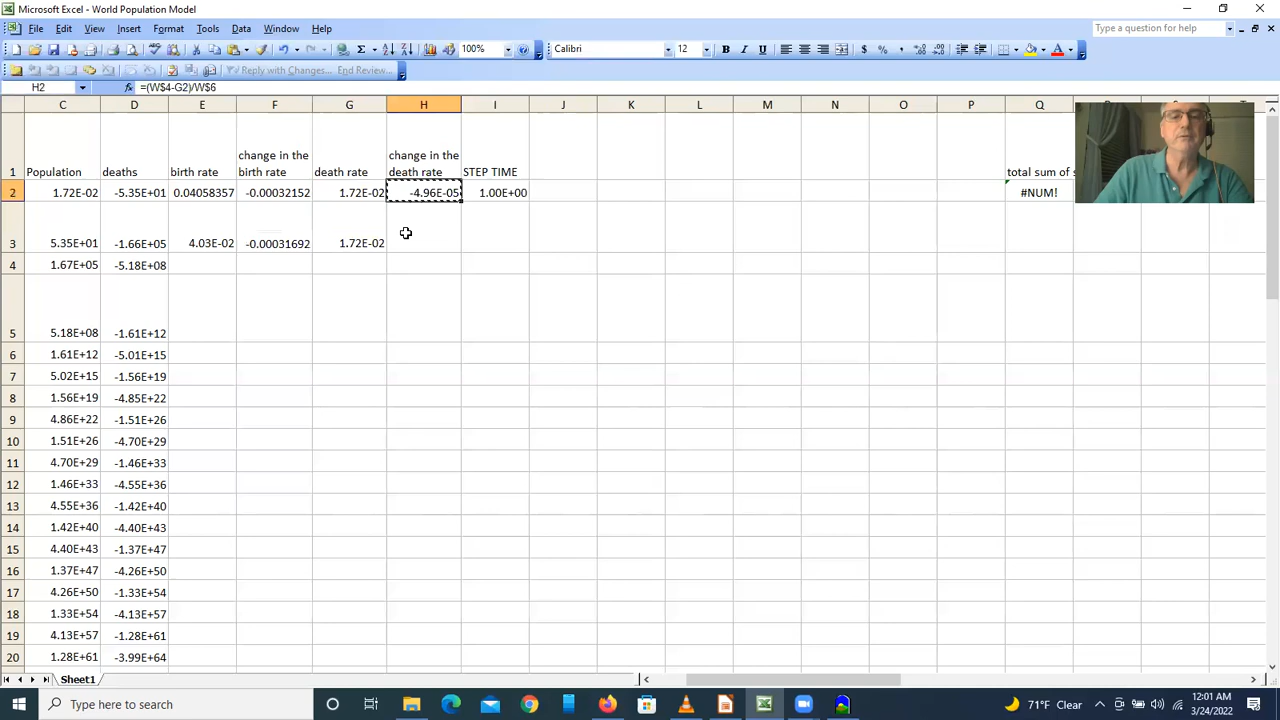 Microsoft Excel - World Population Model
File Edit View Insert Format Tools Data Window Help
Type a question for help
100%
Calibri 12 B I U
Reply with Changes... End Review...
H2 fx =(W$4-G2)/W$6
C D E F G H I J K L M N O P Q
1 Population deaths birth rate change in the birth rate death rate change in the death rate STEP TIME total sum of s
2 1.72E-02 -5.35E+01 0.04058357 -0.00032152 1.72E-02 -4.96E-05 1.00E+00 #NUM!
3 5.35E+01 -1.66E+05 4.03E-02 -0.00031692 1.72E-02
4 1.67E+05 -5.18E+08
5 5.18E+08 -1.61E+12
6 1.61E+12 -5.01E+15
7 5.02E+15 -1.56E+19
8 1.56E+19 -4.85E+22
9 4.86E+22 -1.51E+26
10 1.51E+26 -4.70E+29
11 4.70E+29 -1.46E+33
12 1.46E+33 -4.55E+36
13 4.55E+36 -1.42E+40
14 1.42E+40 -4.40E+43
15 4.40E+43 -1.37E+47
16 1.37E+47 -4.26E+50
17 4.26E+50 -1.33E+54
18 1.33E+54 -4.13E+57
19 4.13E+57 -1.28E+61
20 1.28E+61 -3.99E+64
Sheet1
Type here to search
71°F Clear
12:01 AM
3/24/2022